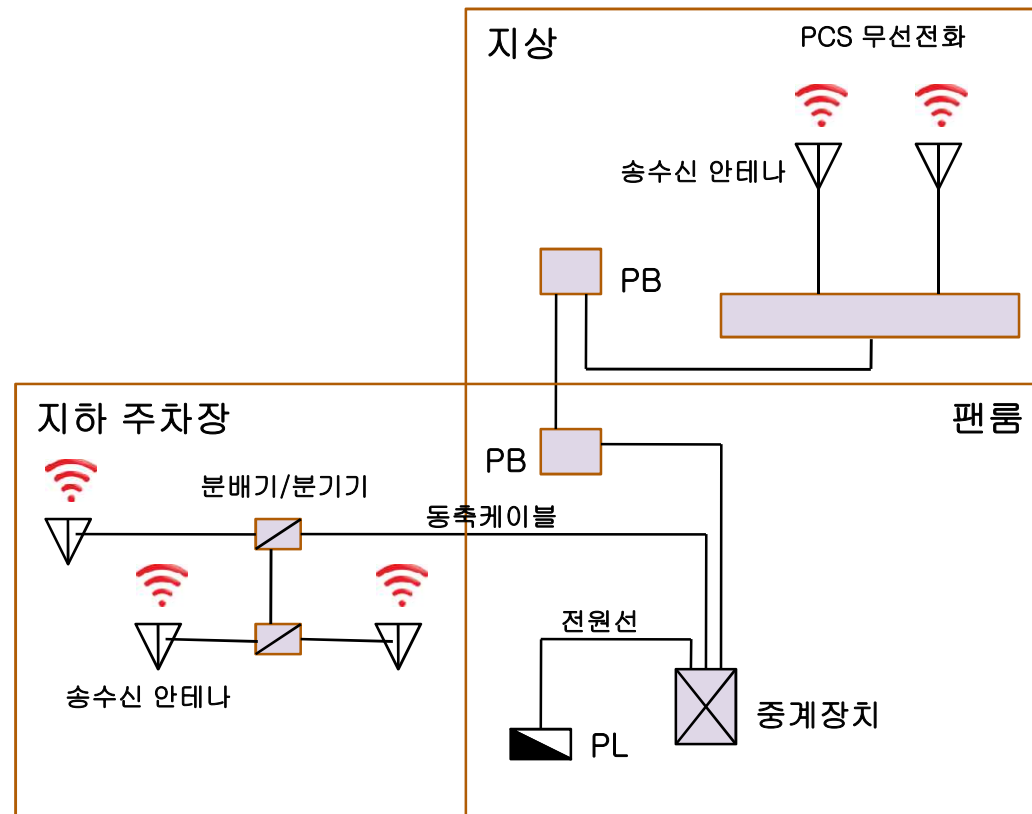 지상
PCS 무선전화
송수신 안테나
PB
지하 주차장
팬룸
PB
분배기/분기기
동축케이블
전원선
송수신 안테나
중계장치
PL